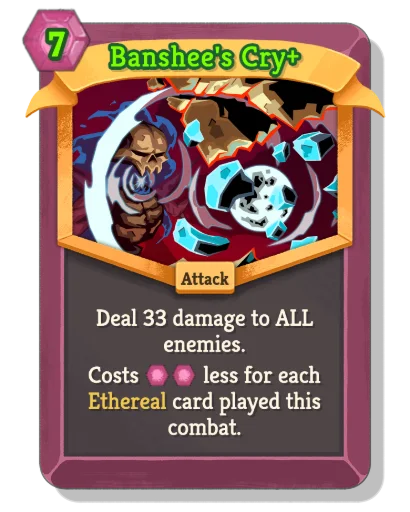 7
Banshee's Cry+
Attack
Deal 33 damage to ALL
enemies.
Costs less for each
Ethereal card played this
combat.